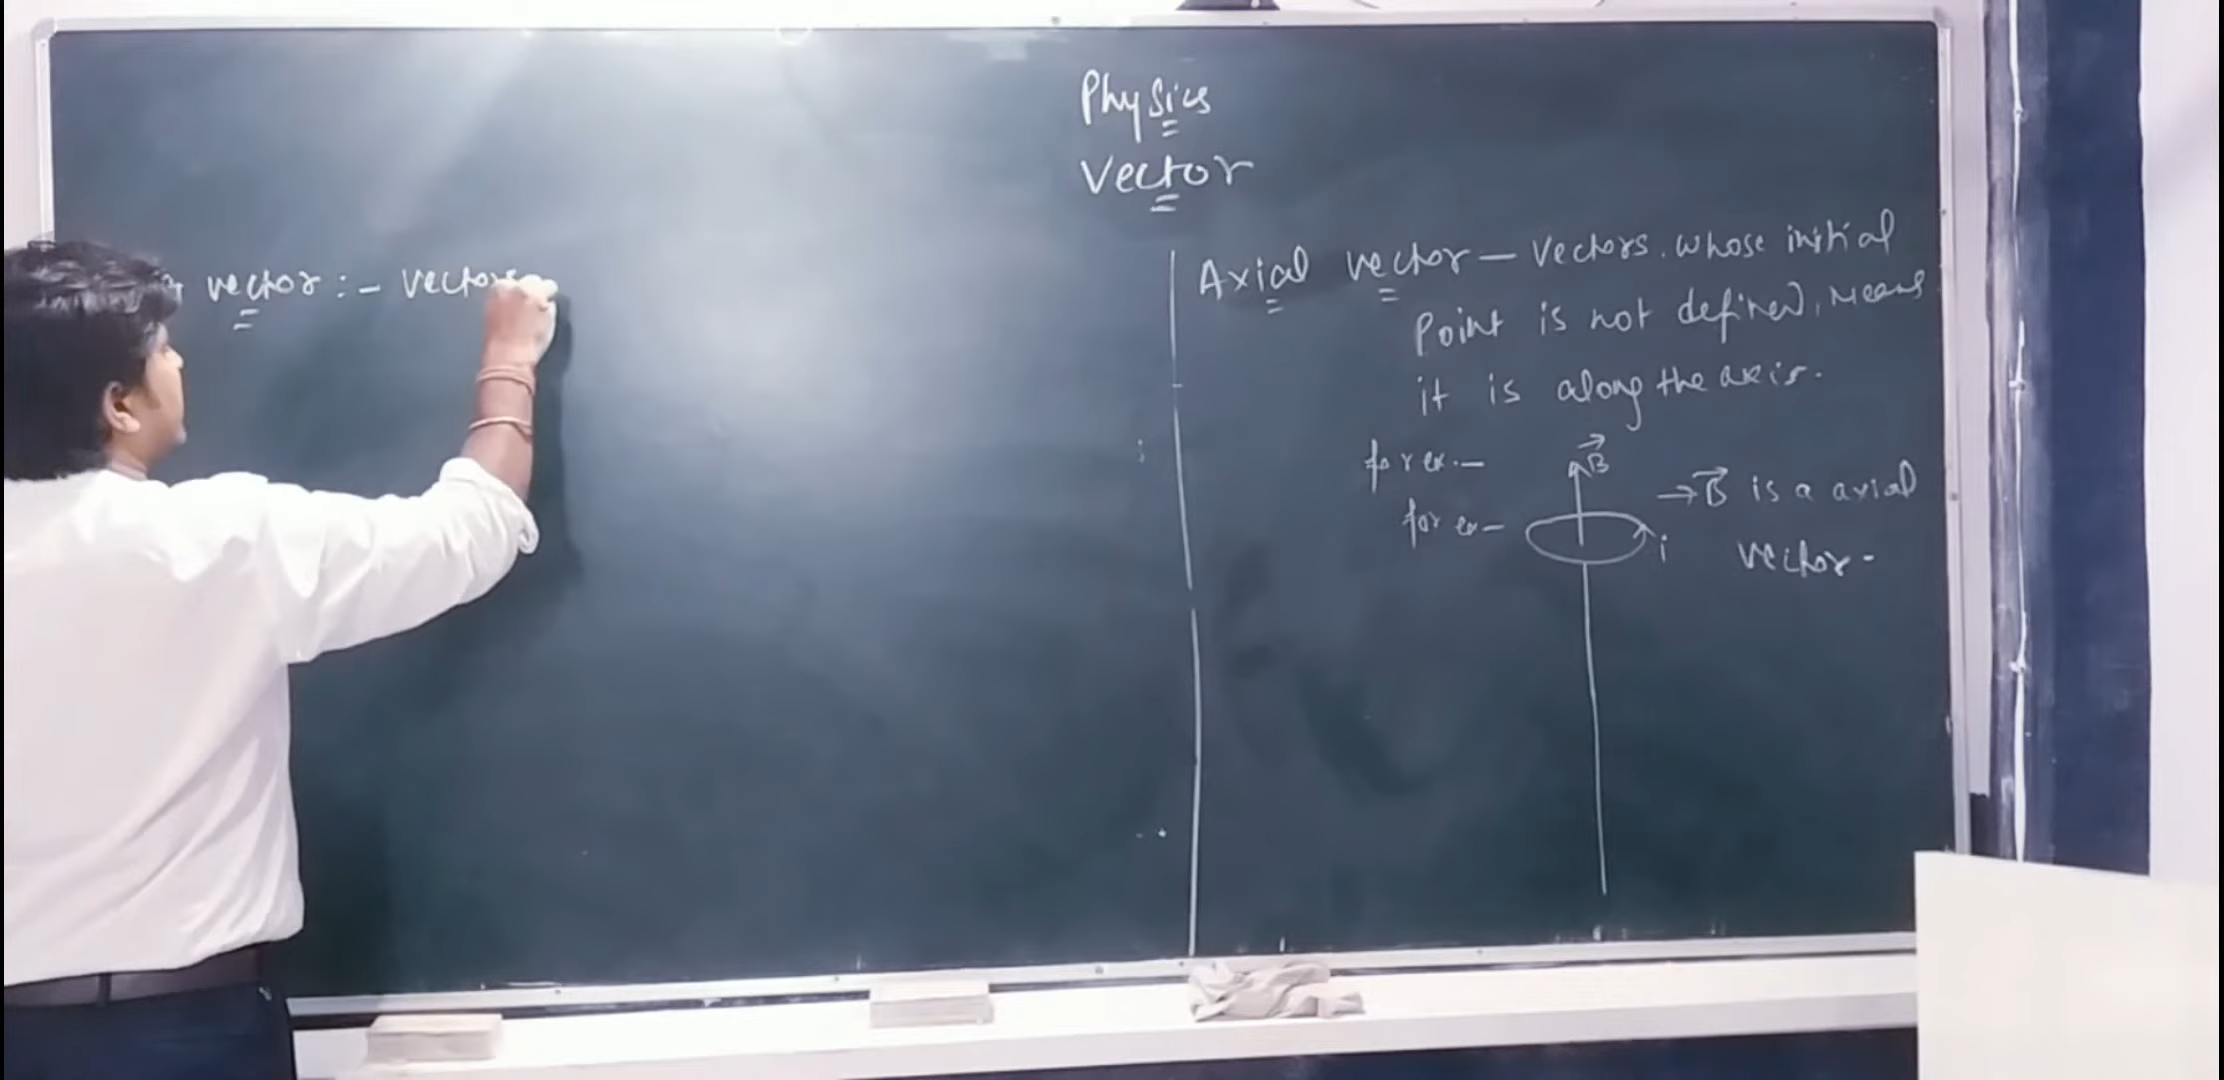 Physics
Vector
vector :- vectors
Axial vector — Vectors. whose initial
Point is not defined, Means
it is along the axis.
for ex. —
B
→ B is a axial
for ex —
i
vector.